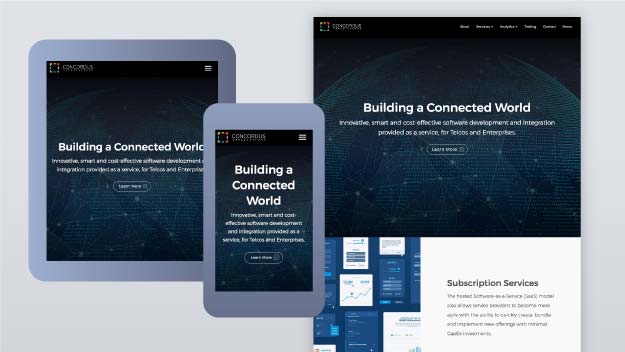 CONCORDUS
Building a Connected World
Innovative, smart and cost-effective software development
integration provided as a service, for Telcos and Enterprises
Learn More
CONCORDUS
Building a
Connected
World
Innovative, smart and cost-
effective software development
and integration provided as a
service, for Telcos and Enterprises.
Learn More
CONCORDUS
About Services Analytics Testing Contact Demo
Building a Connected World
Innovative, smart and cost-effective software development and integration
provided as a service, for Telcos and Enterprises.
Learn More
Subscription Services
The hosted Software-as-a-Service (SaaS) model
also allows service providers to become more
agile with the ability to quickly create, bundle
and implement new offerings with minimal
CapEx investments.